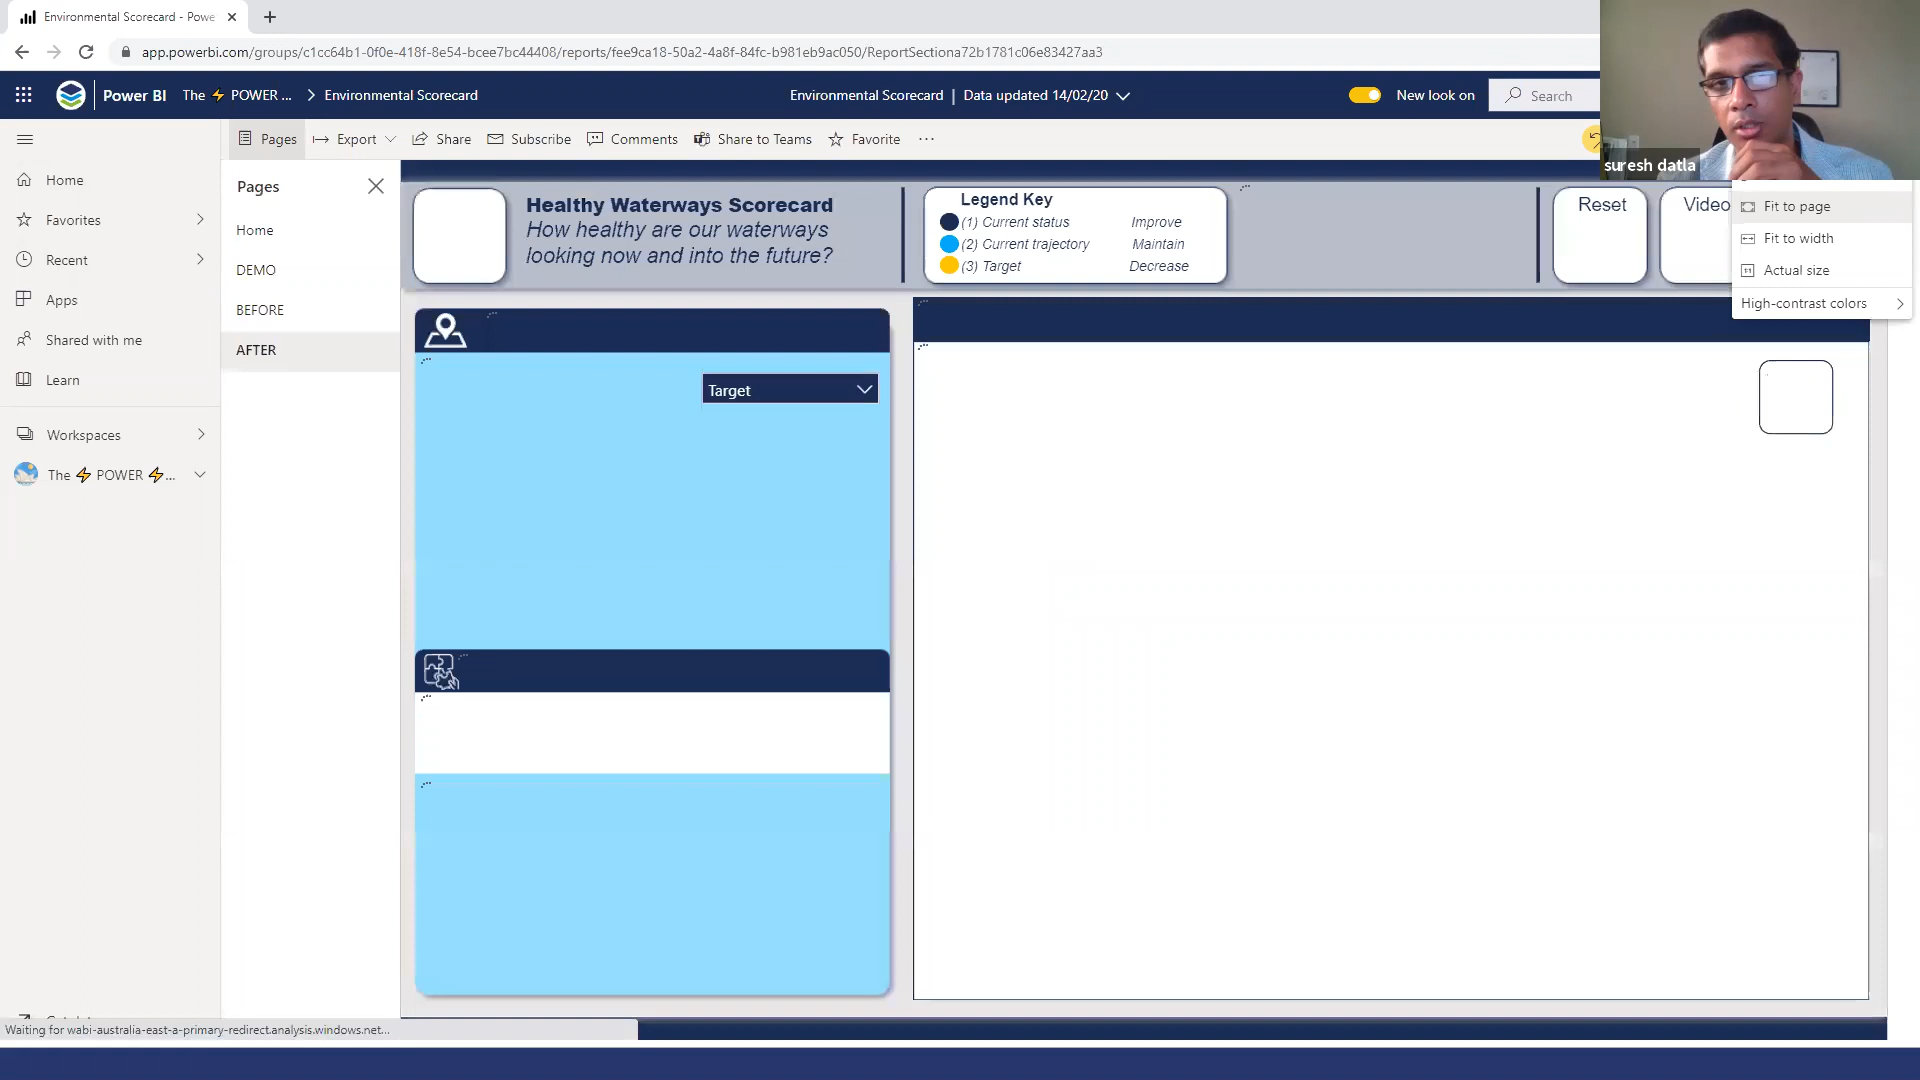 Environmental Scorecard - Powe
app.powerbi.com/groups/c1cc64b1-0f0e-418f-8e54-bcee7bc44408/reports/fee9ca18-50a2-4a8f-84fc-b981eb9ac050/ReportSectiona72b1781c06e83427aa3
Power BI The ⚡ POWER ... > Environmental Scorecard
Environmental Scorecard | Data updated 14/02/20
New look on
Search
Pages Export Share Subscribe Comments Share to Teams Favorite ...
suresh datla
Home
Favorites
Recent
Apps
Shared with me
Learn
Workspaces
The ⚡ POWER ⚡...
Pages
Home
DEMO
BEFORE
AFTER
Healthy Waterways Scorecard
How healthy are our waterways
looking now and into the future?
Legend Key
(1) Current status Improve
(2) Current trajectory Maintain
(3) Target Decrease
Reset
Video
Fit to page
Fit to width
Actual size
High-contrast colors
Target
Waiting for wabi-australia-east-a-primary-redirect.analysis.windows.net...